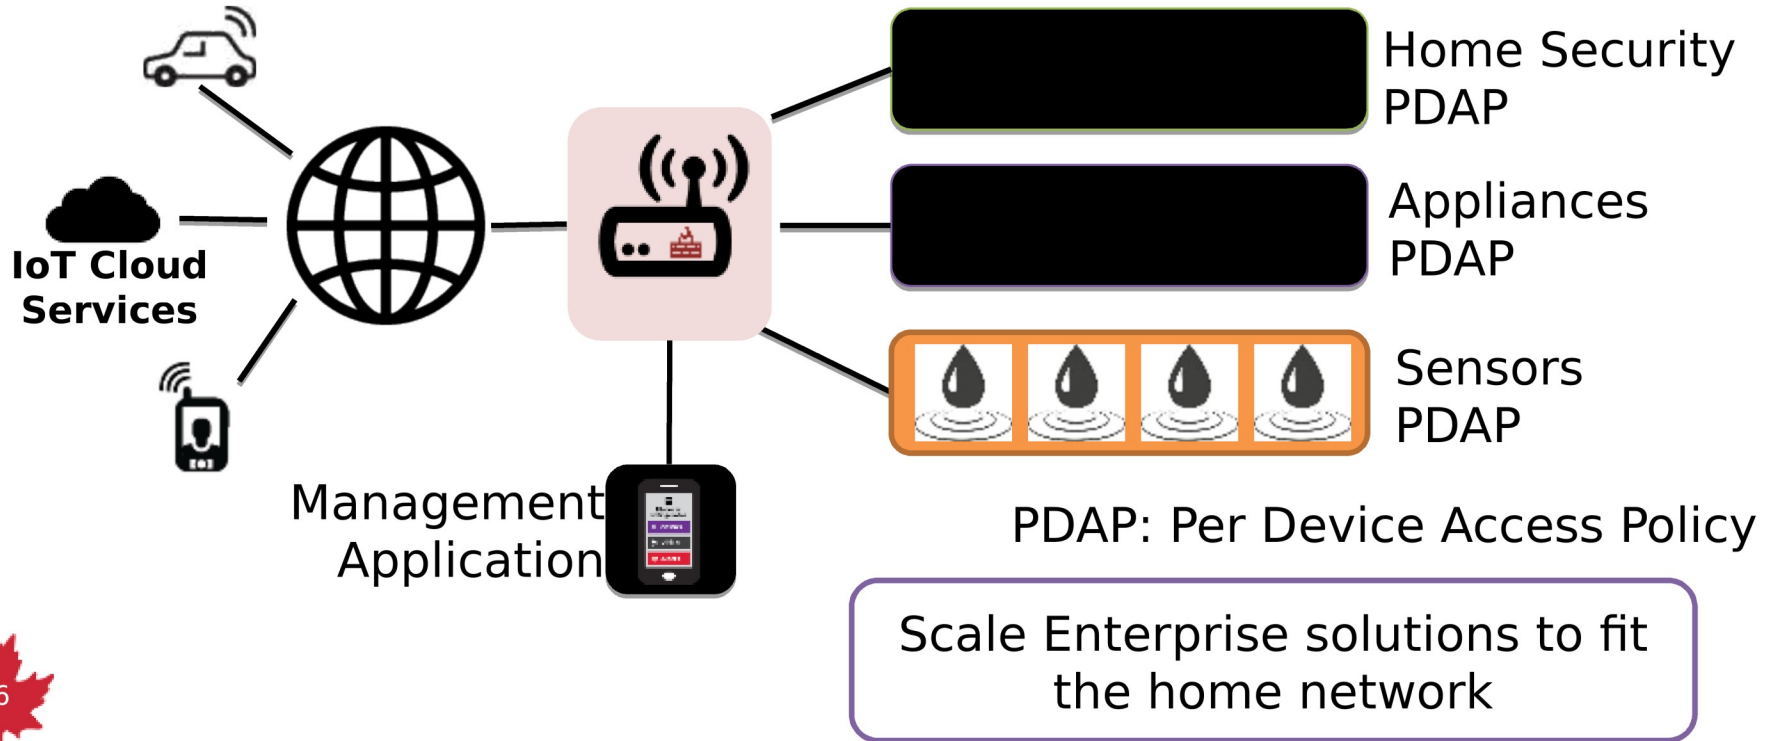 Home Security
PDAP
Appliances
PDAP
IoT Cloud
Services
Sensors
PDAP
Management
Application
PDAP: Per Device Access Policy
Scale Enterprise solutions to fit
the home network
6